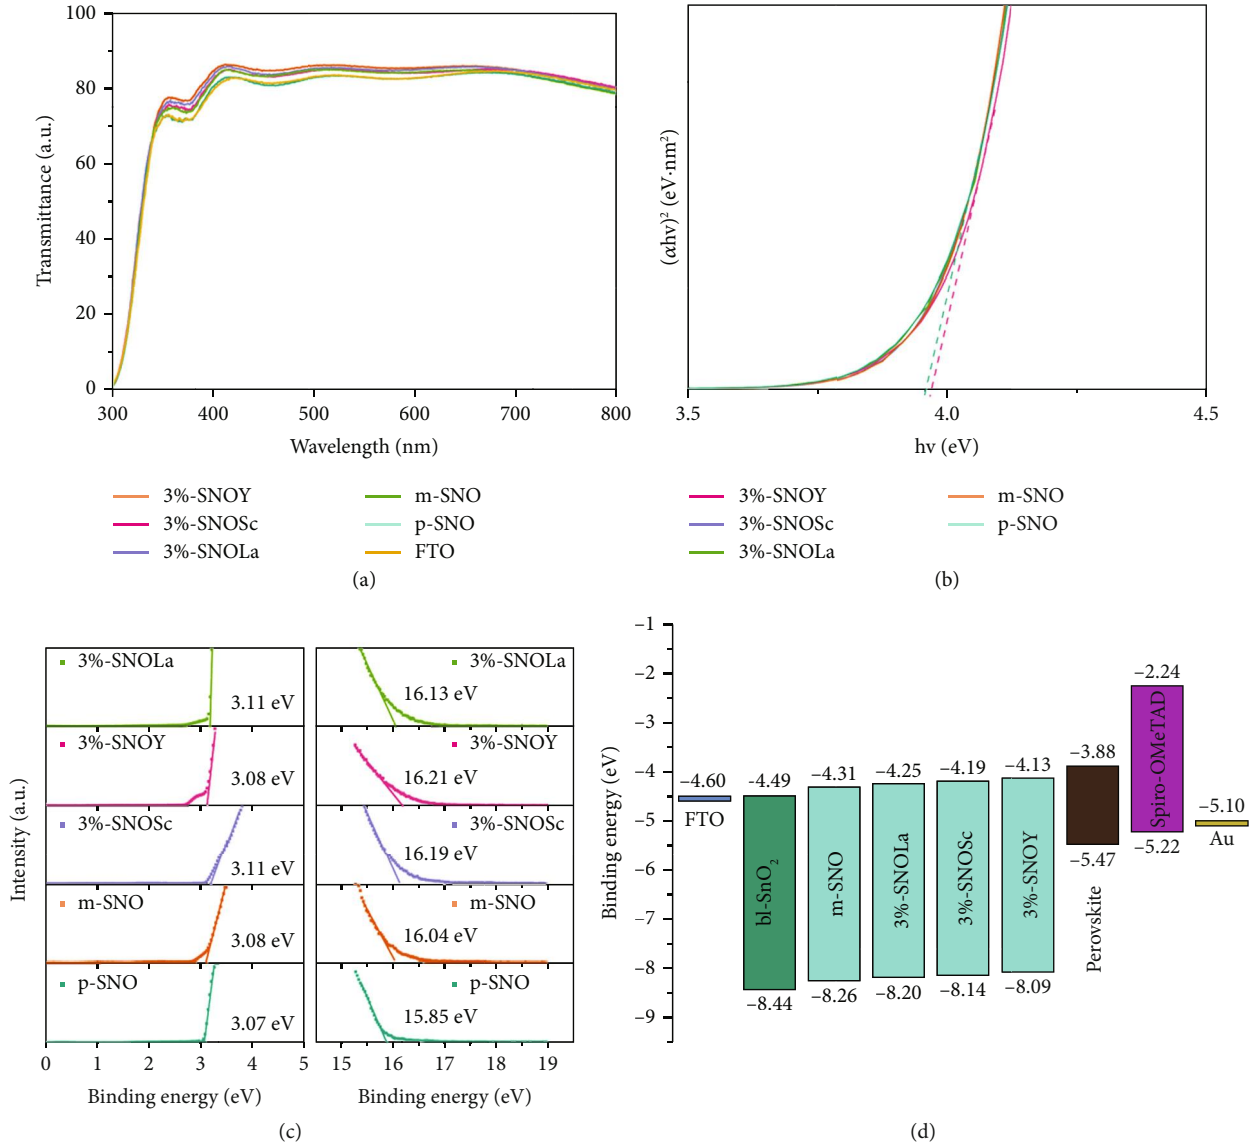 100
80
60
40
20
0
Transmittance (a.u.)
300 400 500 600 700 800
Wavelength (nm)
3%-SNOY
3%-SNOSc
3%-SNOLa
m-SNO
p-SNO
FTO
(a)
(αhv)² (eV·nm²)
3.5 4.0 4.5
hv (eV)
3%-SNOY
3%-SNOSc
3%-SNOLa
m-SNO
p-SNO
(b)
Intensity (a.u.)
3%-SNOLa
3.11 eV
3%-SNOY
3.08 eV
3%-SNOSc
3.11 eV
m-SNO
3.08 eV
p-SNO
3.07 eV
0 1 2 3 4 5
Binding energy (eV)
3%-SNOLa
16.13 eV
3%-SNOY
16.21 eV
3%-SNOSc
16.19 eV
m-SNO
16.04 eV
p-SNO
15.85 eV
15 16 17 18 19
Binding energy (eV)
(c)
Binding energy (eV)
–1
–2
–3
–4
–5
–6
–7
–8
–9
–4.60
FTO
–4.49
bl-SnO₂
–8.44
–4.31
m-SNO
–8.26
–4.25
3%-SNOLa
–8.20
–4.19
3%-SNOSc
–8.14
–4.13
3%-SNOY
–8.09
–3.88
–5.47
Perovskite
–2.24
Spiro-OMeTAD
–5.22
–5.10
Au
(d)